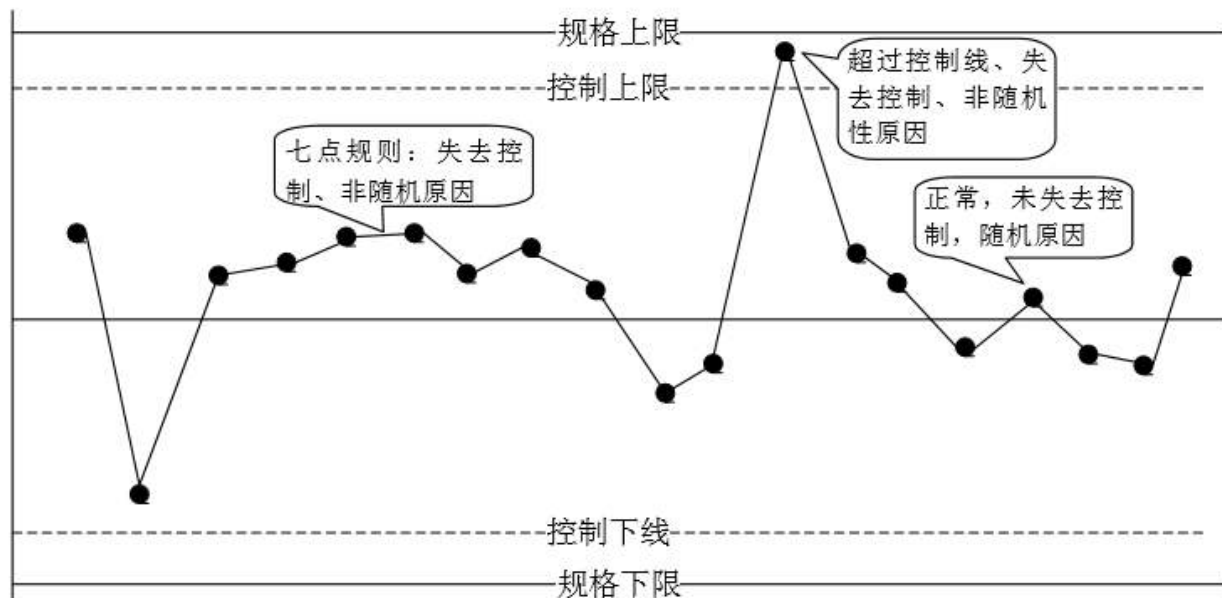 规格上限
控制上限
超过控制线、失
去控制、非随机
性原因
七点规则：失去控
制、非随机原因
正常，未失去控
制，随机原因
控制下线
规格下限